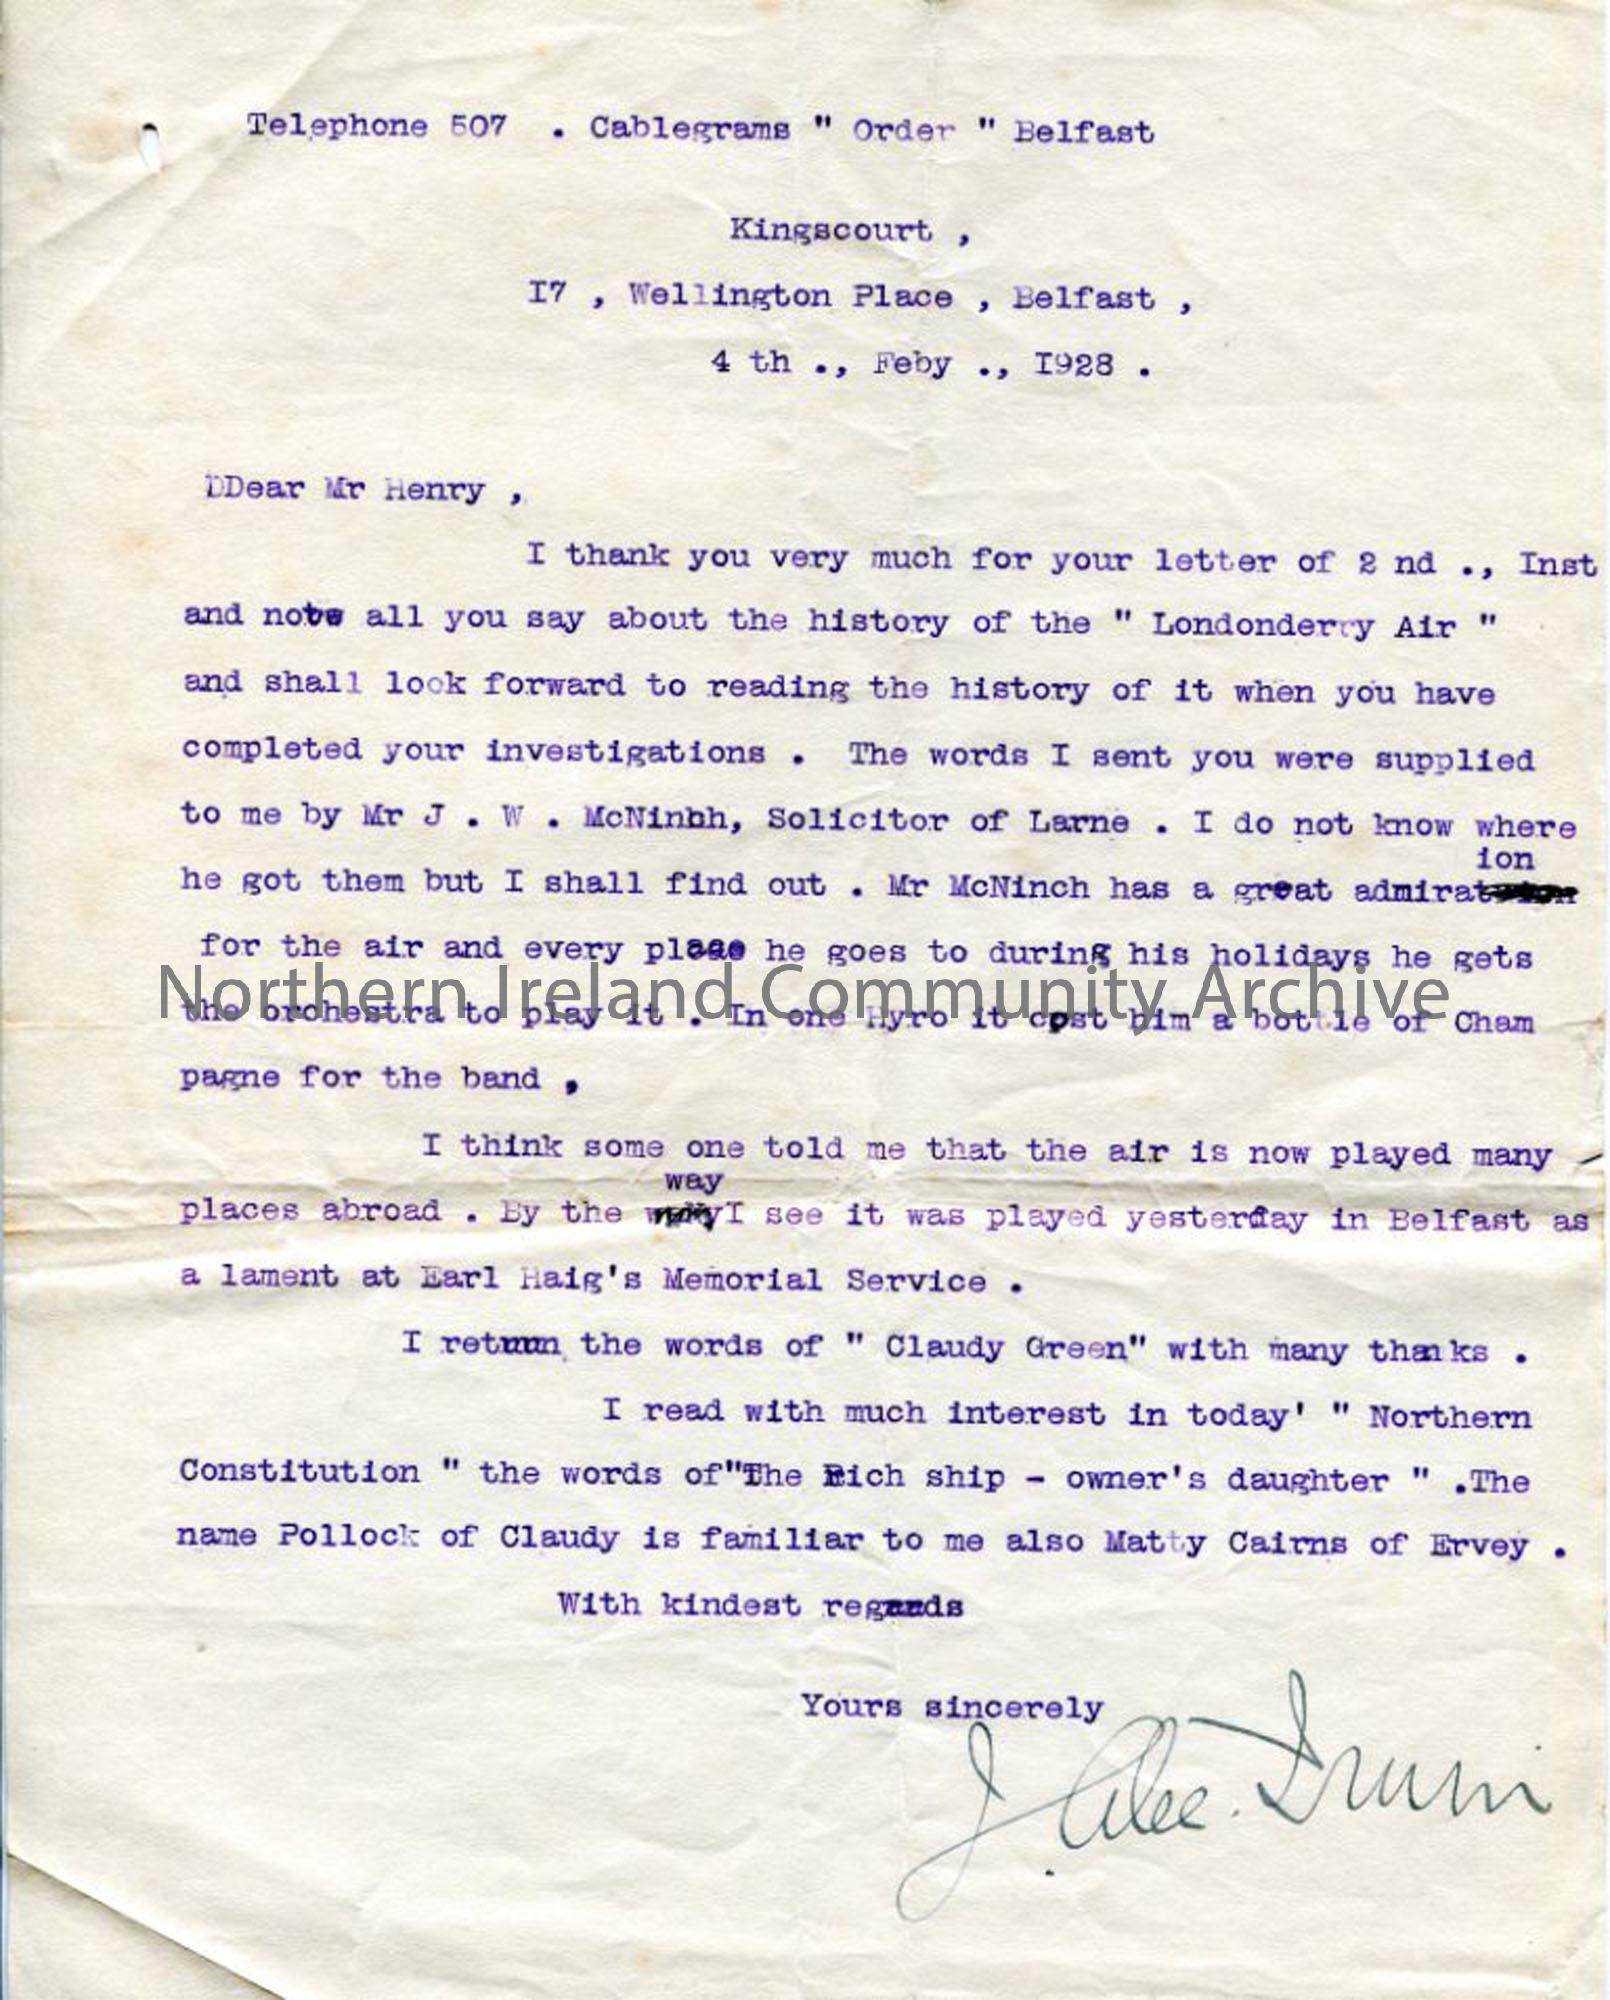 Telephone 507 . Cablegrams " Order " Belfast
Kingscourt ,
I7 , Wellington Place , Belfast ,
4 th ., Feby ., I928 .
DDear Mr Henry ,
I thank you very much for your letter of 2 nd ., Inst
and note all you say about the history of the " Londonderry Air "
and shall look forward to reading the history of it when you have
completed your investigations . The words I sent you were supplied
to me by Mr J . W . McNinhh, Solicitor of Larne . I do not know where
ion
he got them but I shall find out . Mr McNinch has a great admirat
for the air and every place he goes to during his holidays he gets
Northern Ireland Community Archive
the orchestra to play it . In one Hyro it cost him a bottle of Cham
pagne for the band ,
I think some one told me that the air is now played many
way
places abroad . By the I see it was played yesterday in Belfast as
a lament at Earl Haig's Memorial Service .
I return the words of " Claudy Green" with many thanks .
I read with much interest in today' " Northern
Constitution " the words of"The Rich ship - owner's daughter " .The
name Pollock of Claudy is familiar to me also Matty Cairns of Ervey .
With kindest regards
Yours sincerely
J. Alec. Irwin